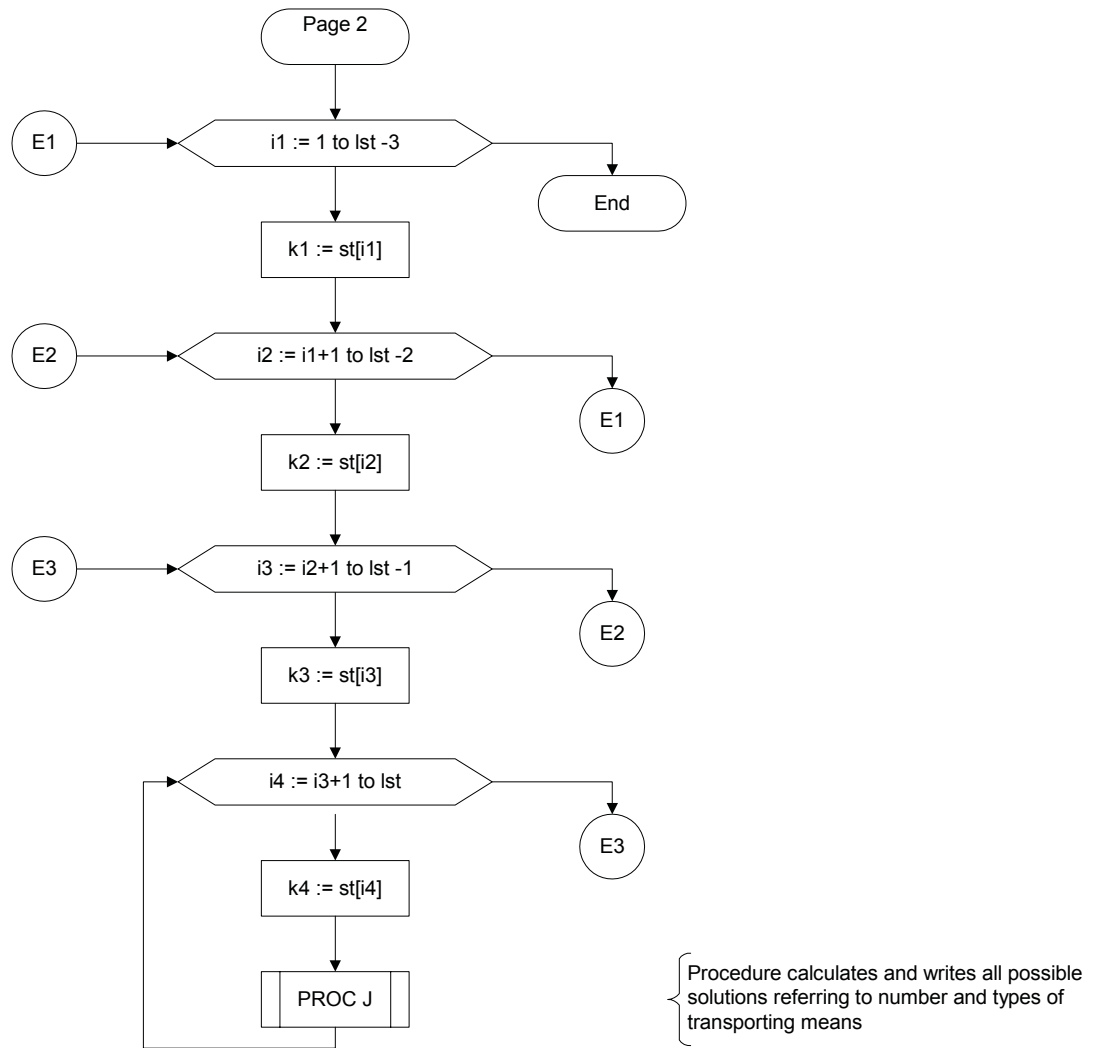 Page 2
E1
i1 := 1 to lst -3
End
k1 := st[i1]
E2
i2 := i1+1 to lst -2
E1
k2 := st[i2]
E3
i3 := i2+1 to lst -1
E2
k3 := st[i3]
i4 := i3+1 to lst
E3
k4 := st[i4]
PROC J
Procedure calculates and writes all possible
solutions referring to number and types of
transporting means